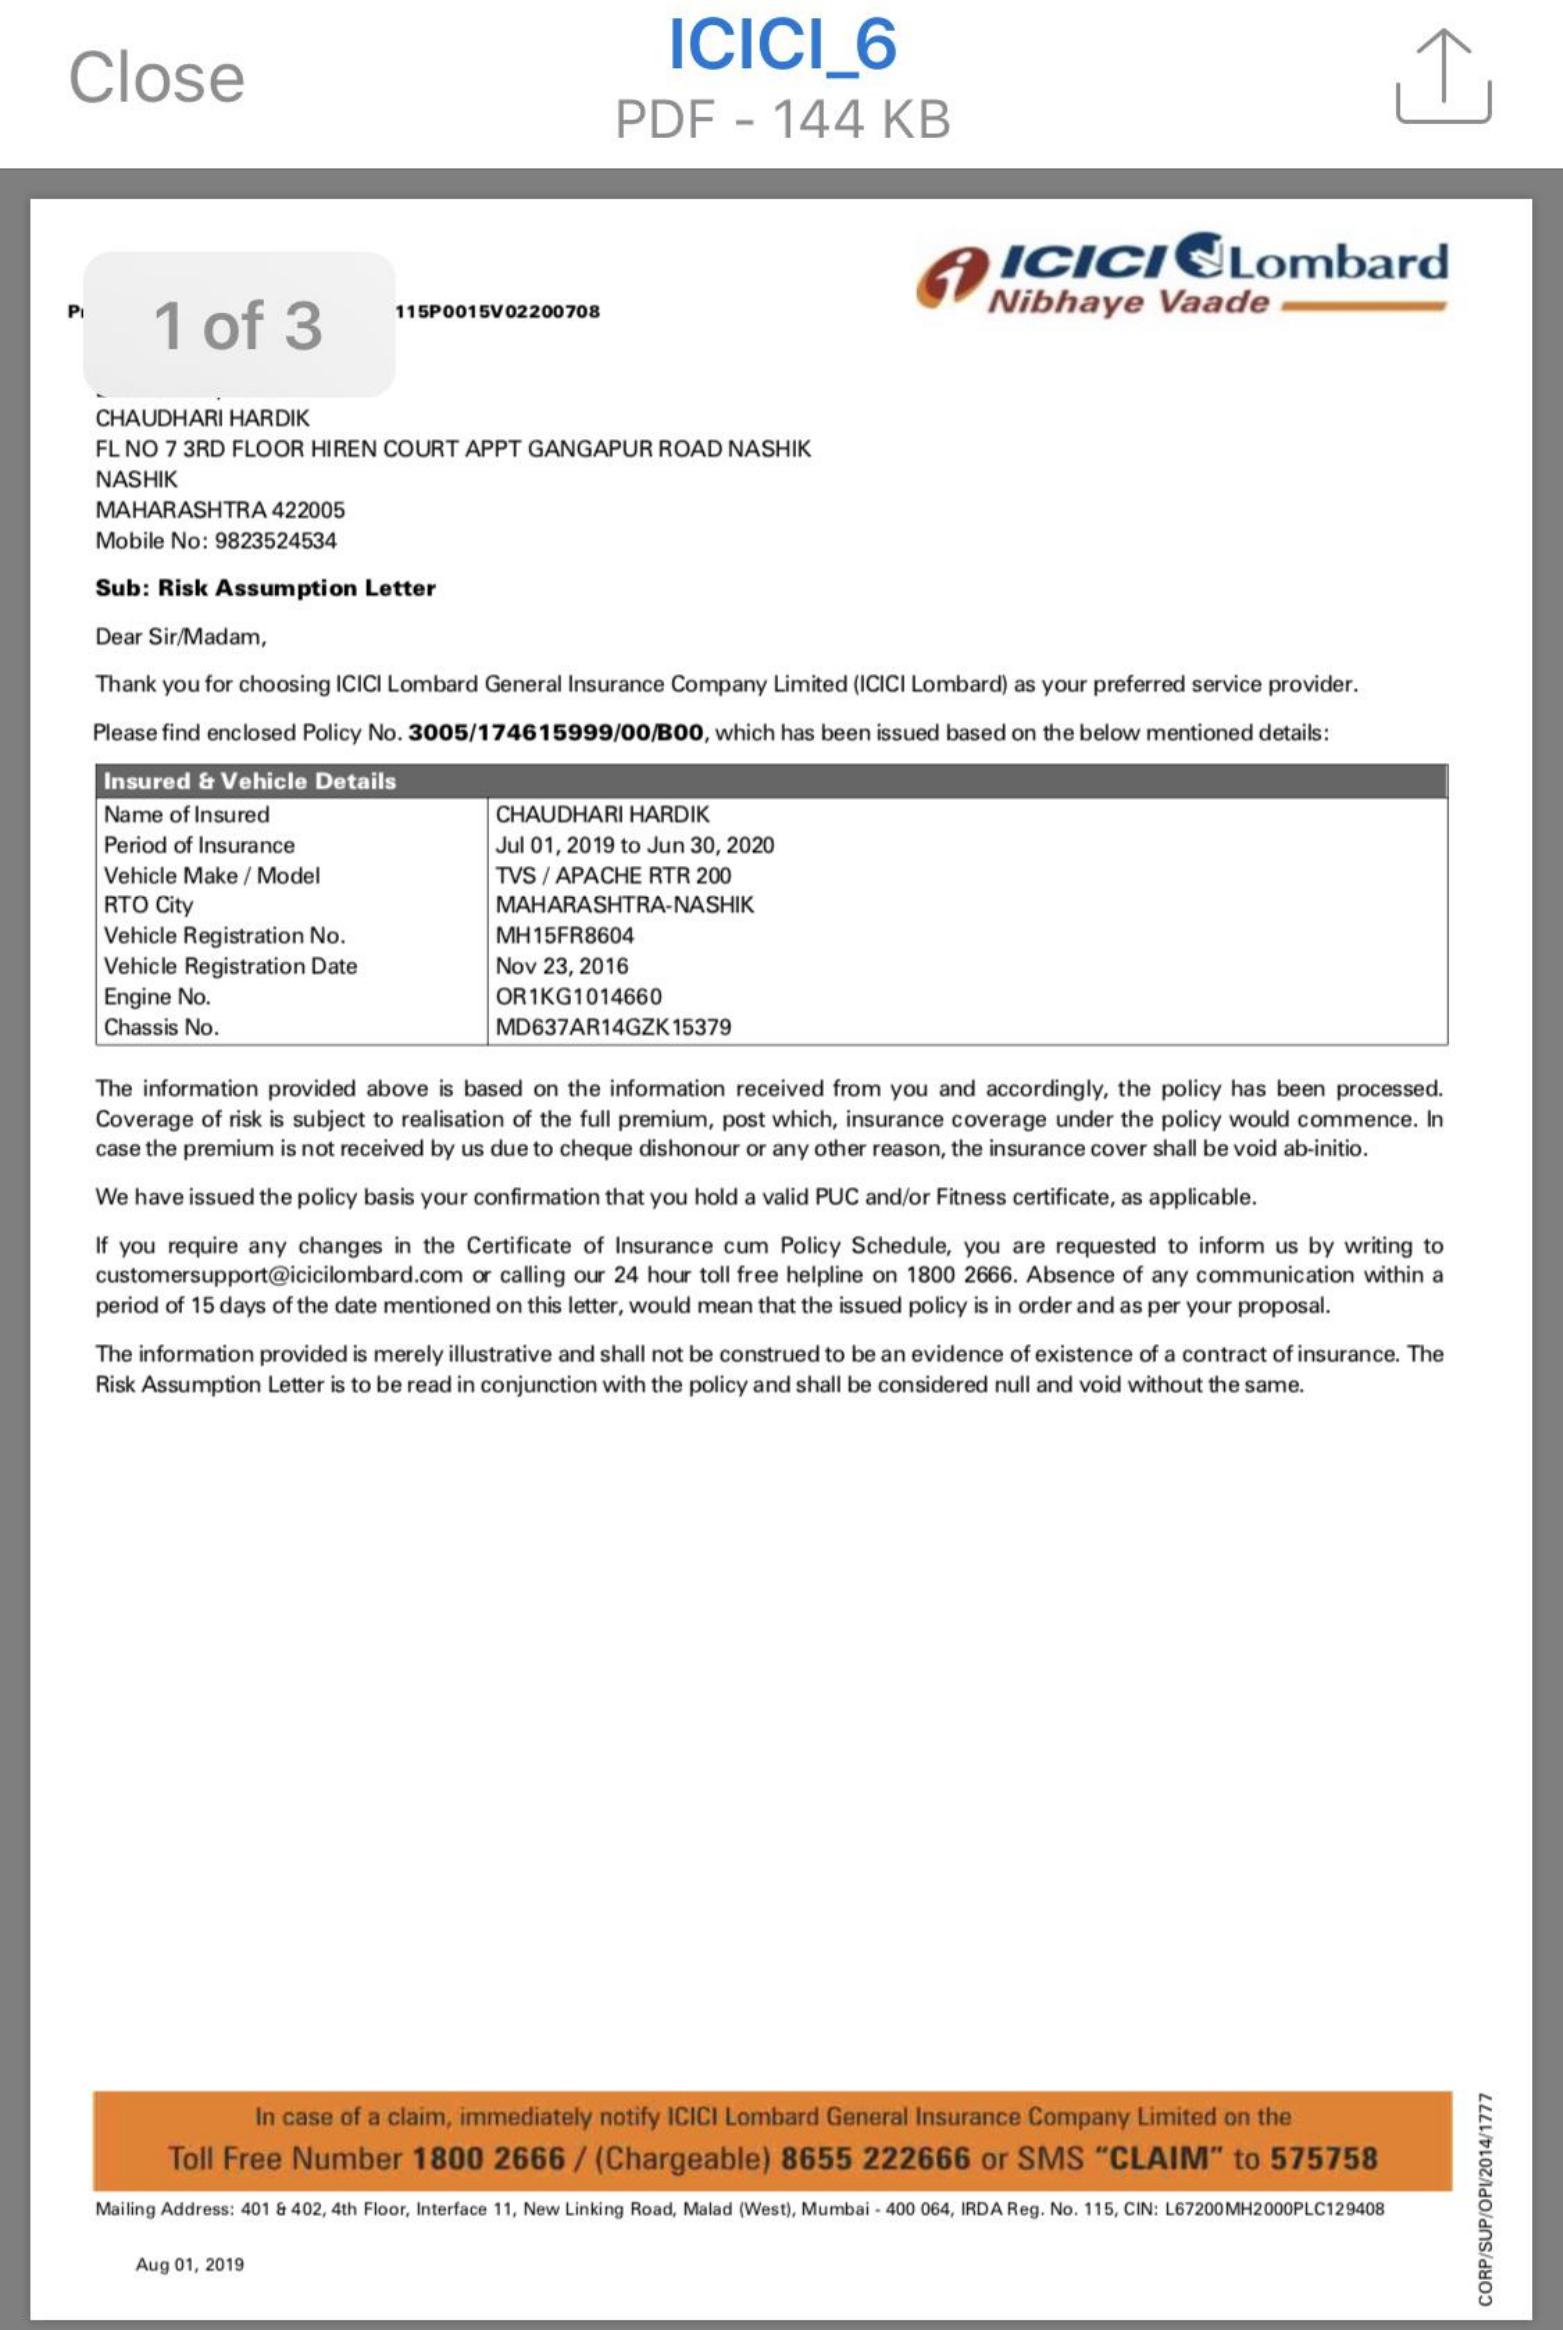 Close
ICICI_6
PDF - 144 KB
ICICI Lombard
Nibhaye Vaade
1 of 3
115P0015V02200708
CHAUDHARI HARDIK
FL NO 7 3RD FLOOR HIREN COURT APPT GANGAPUR ROAD NASHIK
NASHIK
MAHARASHTRA 422005
Mobile No: 9823524534
Sub: Risk Assumption Letter
Dear Sir/Madam,
Thank you for choosing ICICI Lombard General Insurance Company Limited (ICICI Lombard) as your preferred service provider.
Please find enclosed Policy No. 3005/174615999/00/B00, which has been issued based on the below mentioned details:
Insured & Vehicle Details
Name of Insured CHAUDHARI HARDIK
Period of Insurance Jul 01, 2019 to Jun 30, 2020
Vehicle Make / Model TVS / APACHE RTR 200
RTO City MAHARASHTRA-NASHIK
Vehicle Registration No. MH15FR8604
Vehicle Registration Date Nov 23, 2016
Engine No. OR1KG1014660
Chassis No. MD637AR14GZK15379
The information provided above is based on the information received from you and accordingly, the policy has been processed.
Coverage of risk is subject to realisation of the full premium, post which, insurance coverage under the policy would commence. In
case the premium is not received by us due to cheque dishonour or any other reason, the insurance cover shall be void ab-initio.
We have issued the policy basis your confirmation that you hold a valid PUC and/or Fitness certificate, as applicable.
If you require any changes in the Certificate of Insurance cum Policy Schedule, you are requested to inform us by writing to
customersupport@icicilombard.com or calling our 24 hour toll free helpline on 1800 2666. Absence of any communication within a
period of 15 days of the date mentioned on this letter, would mean that the issued policy is in order and as per your proposal.
The information provided is merely illustrative and shall not be construed to be an evidence of existence of a contract of insurance. The
Risk Assumption Letter is to be read in conjunction with the policy and shall be considered null and void without the same.
In case of a claim, immediately notify ICICI Lombard General Insurance Company Limited on the
Toll Free Number 1800 2666 / (Chargeable) 8655 222666 or SMS “CLAIM” to 575758
Mailing Address: 401 & 402, 4th Floor, Interface 11, New Linking Road, Malad (West), Mumbai - 400 064, IRDA Reg. No. 115, CIN: L67200MH2000PLC129408
Aug 01, 2019
CORP/SUP/OPI/2014/1777